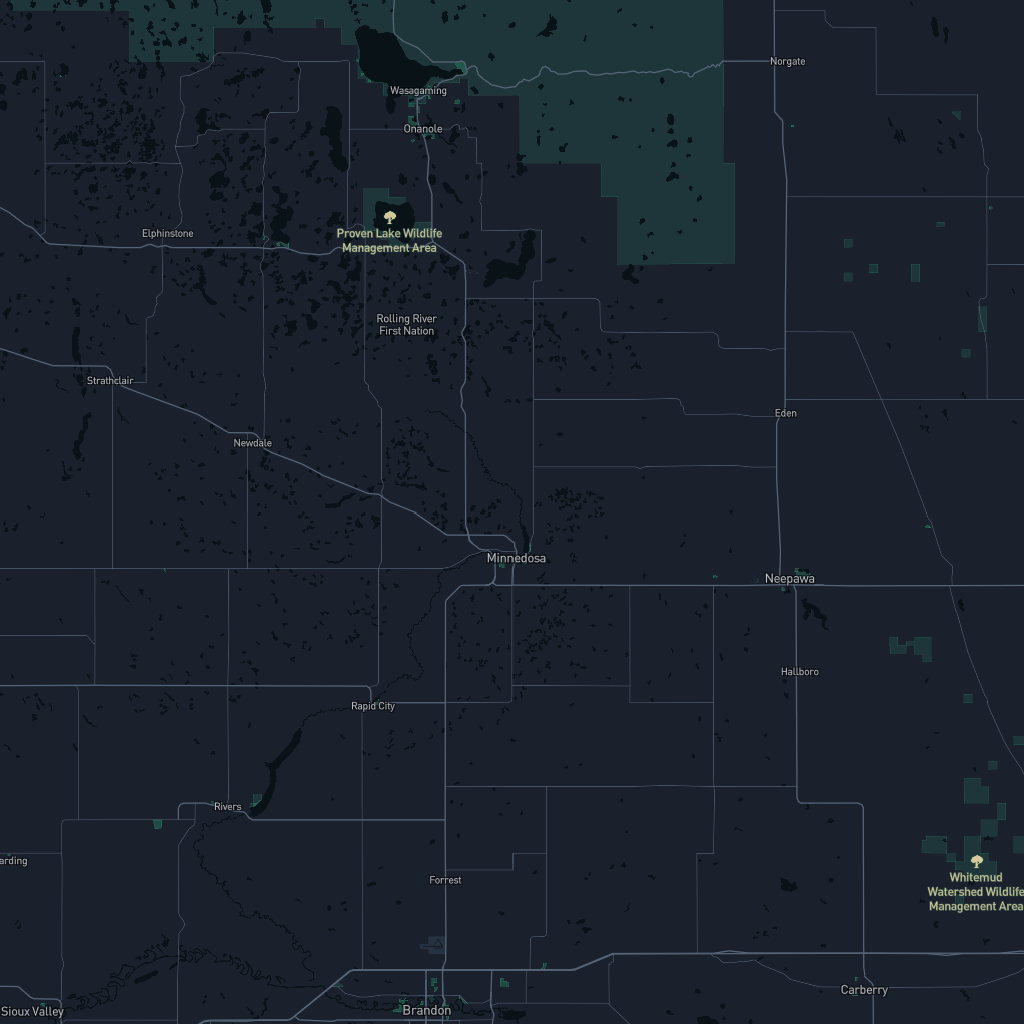 Norgate
Wasagaming
Onanole
Elphinstone
Proven Lake Wildlife
Management Area
Rolling River
First Nation
Strathclair
Eden
Newdale
Minnedosa
Neepawa
Hallboro
Rapid City
Rivers
arding
Forrest
Whitemud
Watershed Wildlife
Management Area
Carberry
Sioux Valley
Brandon